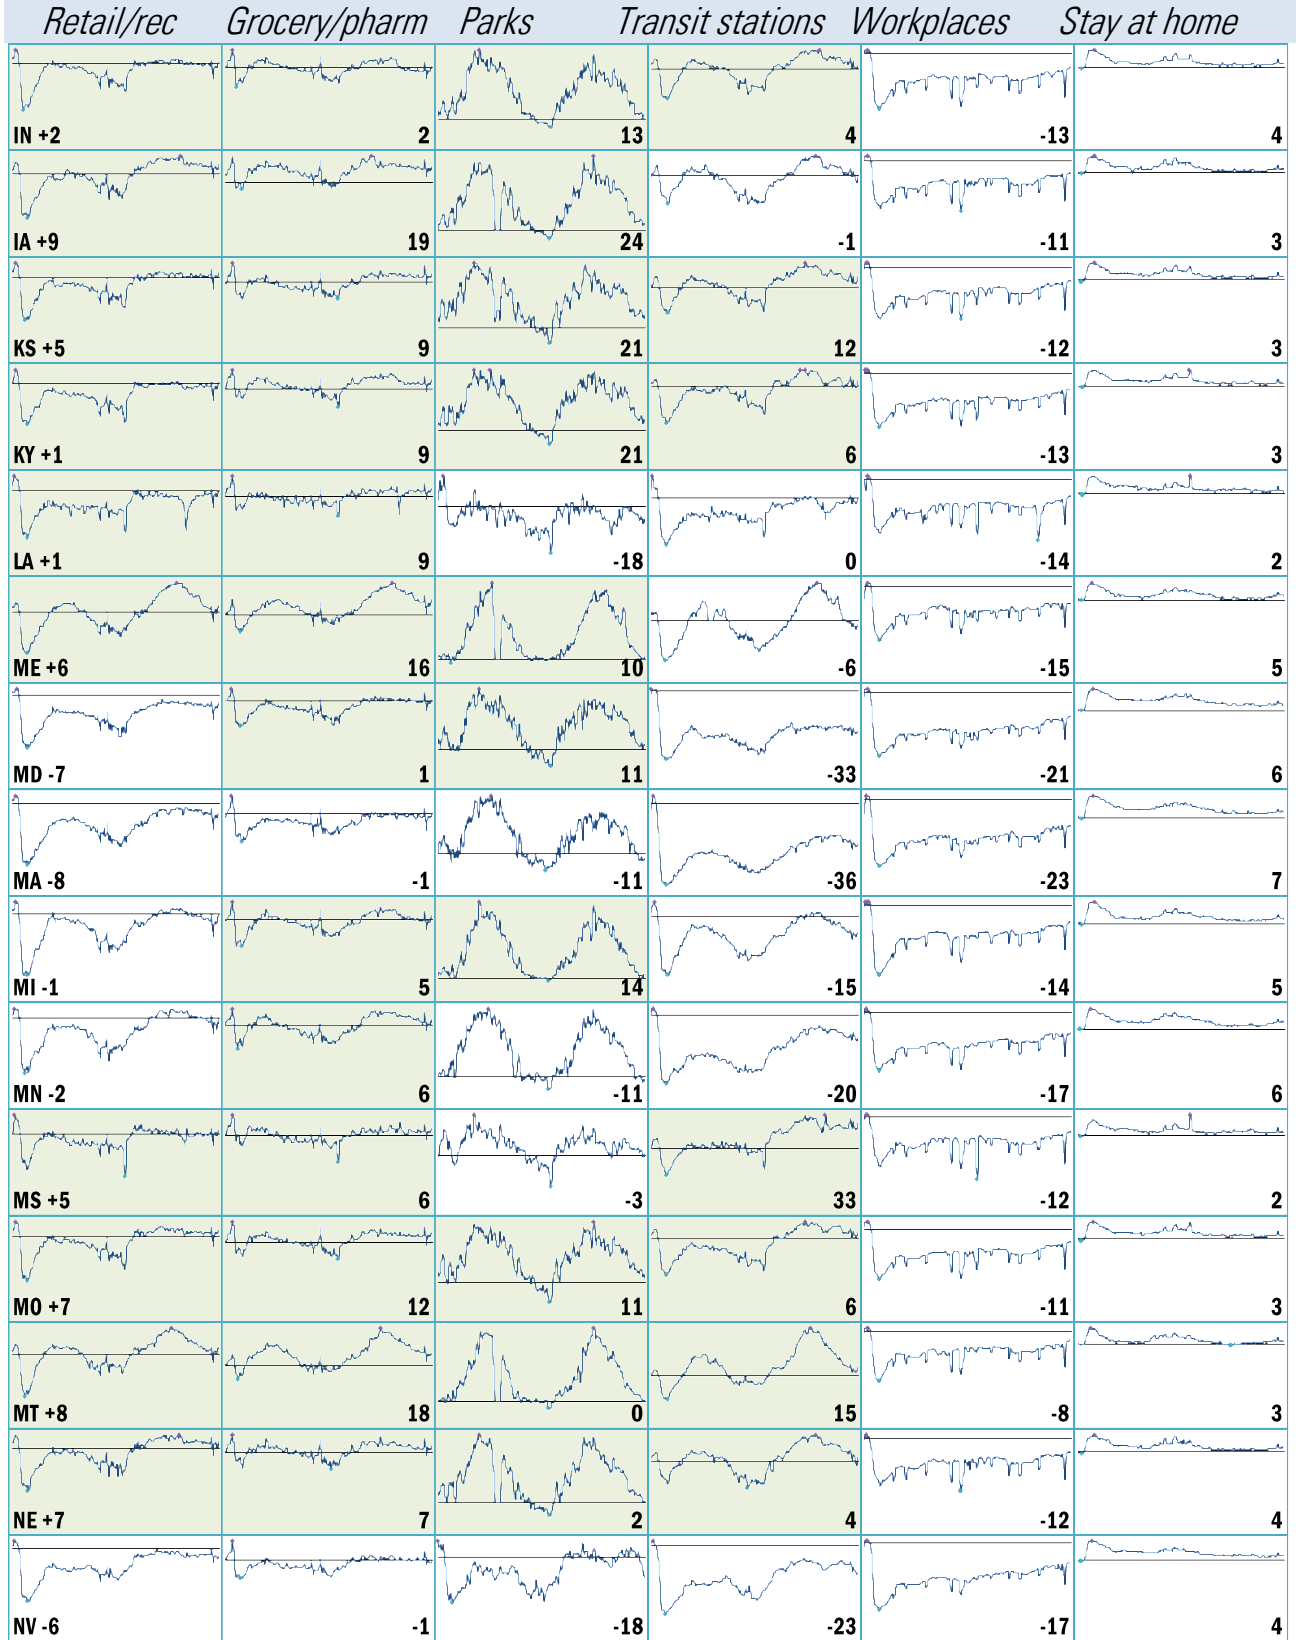 Retail/rec Grocery/pharm Parks Transit stations Workplaces Stay at home
IN +2 2 13 4 -13 4
IA +9 19 24 -1 -11 3
KS +5 9 21 12 -12 3
KY +1 9 21 6 -13 3
LA +1 9 -18 0 -14 2
ME +6 16 10 -6 -15 5
MD -7 1 11 -33 -21 6
MA -8 -1 -11 -36 -23 7
MI -1 5 14 -15 -14 5
MN -2 6 -11 -20 -17 6
MS +5 6 -3 33 -12 2
MO +7 12 11 6 -11 3
MT +8 18 0 15 -8 3
NE +7 7 2 4 -12 4
NV -6 -1 -18 -23 -17 4